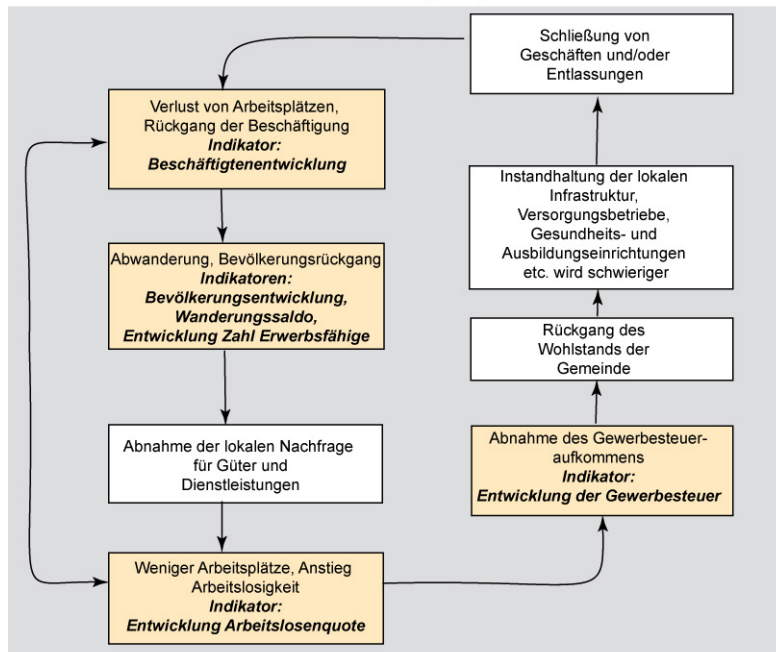 Schließung von
Geschäften und/oder
Entlassungen
Verlust von Arbeitsplätzen,
Rückgang der Beschäftigung
Indikator:
Beschäftigtenentwicklung
Abwanderung, Bevölkerungsrückgang
Indikatoren:
Bevölkerungsentwicklung,
Wanderungssaldo,
Entwicklung Zahl Erwerbsfähige
Abnahme der lokalen Nachfrage
für Güter und
Dienstleistungen
Weniger Arbeitsplätze, Anstieg
Arbeitslosigkeit
Indikator:
Entwicklung Arbeitslosenquote
Abnahme des Gewerbesteuer-
aufkommens
Indikator:
Entwicklung der Gewerbesteuer
Rückgang des
Wohlstands der
Gemeinde
Instandhaltung der lokalen
Infrastruktur,
Versorgungsbetriebe,
Gesundheits- und
Ausbildungseinrichtungen
etc. wird schwieriger